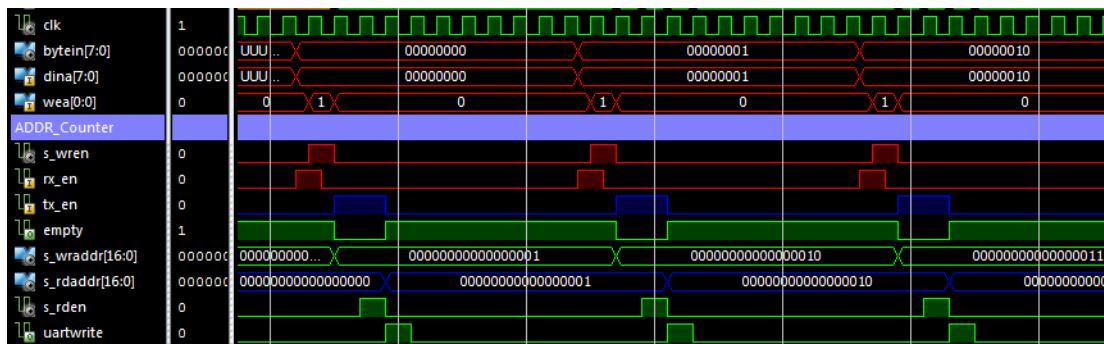 clk 1
bytein[7:0] 000000 UUU... 00000000 00000001 00000010
dina[7:0] 000000 UUU... 00000000 00000001 00000010
wea[0:0] 0 0 1 0 1 0 1 0
ADDR_Counter
s_wren 0
rx_en 0
tx_en 0
empty 1
s_wraddr[16:0] 000000 000000000... 00000000000000001 00000000000000010 00000000000000011
s_rdaddr[16:0] 000000 00000000000000000 00000000000000001 00000000000000010 00000000000
s_rden 0
uartwrite 0